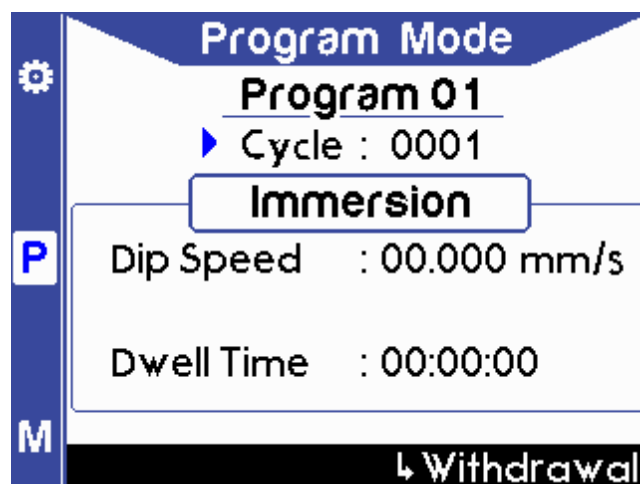 Program Mode
Program 01
Cycle : 0001
Immersion
P
Dip Speed : 00.000 mm/s
Dwell Time : 00:00:00
M
↳ Withdrawal